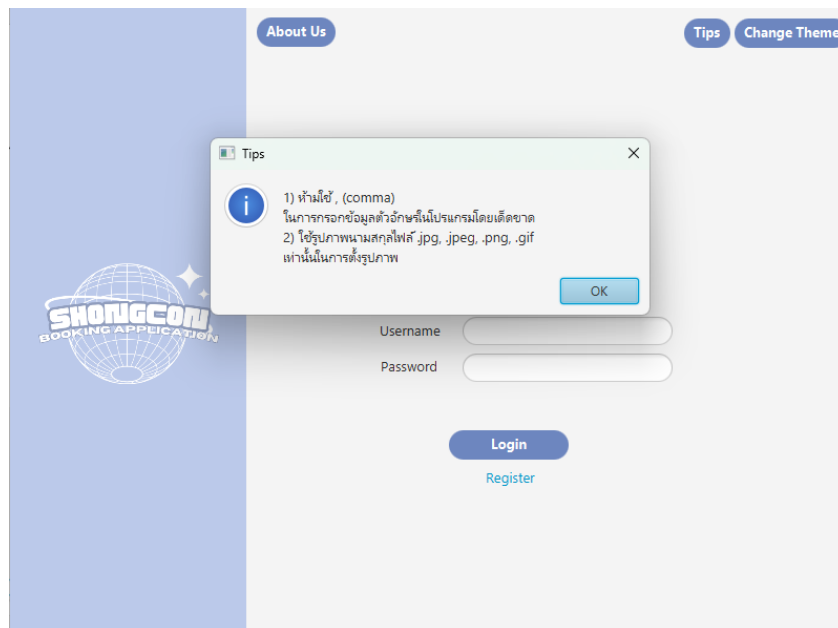 About Us
Tips
Change Theme
Tips
1) ห้ามใช้ , (comma)
ในการกรอกข้อมูลตัวอักษรในโปรแกรมโดยเด็ดขาด
2) ใช้รูปภาพนามสกุลไฟล์ .jpg, .jpeg, .png, .gif
เท่านั้นในการตั้งรูปภาพ
OK
SHONGCON
BOOKING APPLICATION
Username
Password
Login
Register